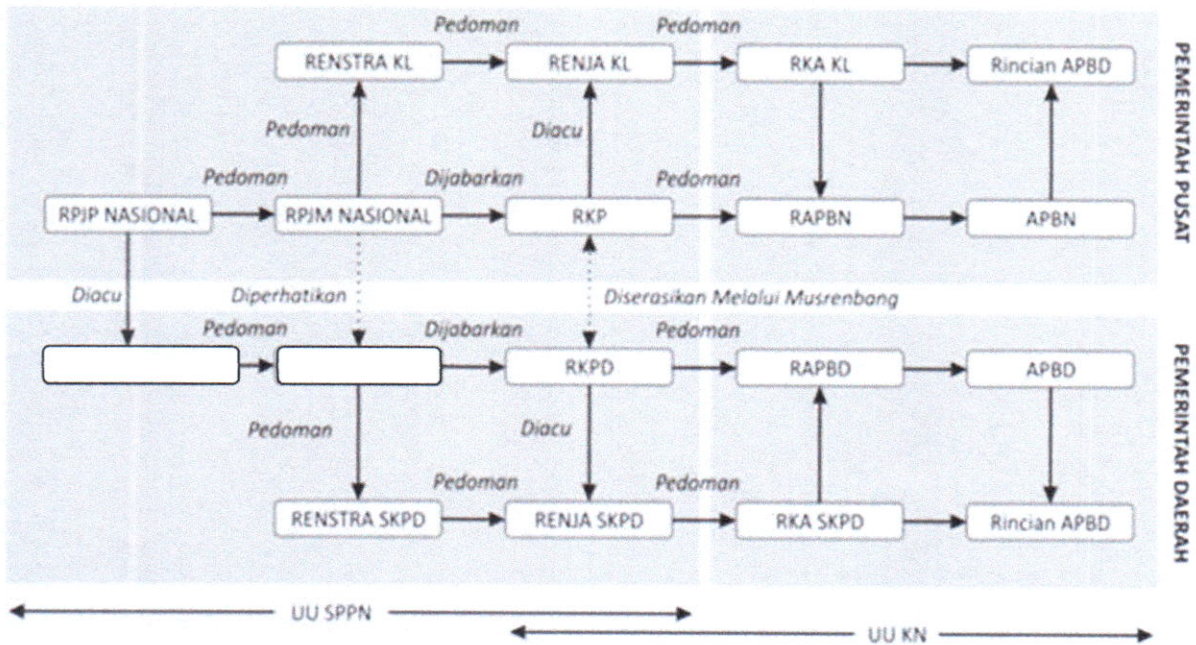 Pedoman Pedoman
RENSTRA KL RENJA KL RKA KL Rincian APBD
Pedoman Diacu
Pedoman Dijabarkan Pedoman
RPJP NASIONAL RPJM NASIONAL RKP RAPBN APBN
PEMERINTAH PUSAT
Diacu Diperhatikan Diserasikan Melalui Musrenbang
Pedoman Dijabarkan Pedoman
RKPD RAPBD APBD
Pedoman Diacu
Pedoman Pedoman
RENSTRA SKPD RENJA SKPD RKA SKPD Rincian APBD
PEMERINTAH DAERAH
UU SPPN
UU KN